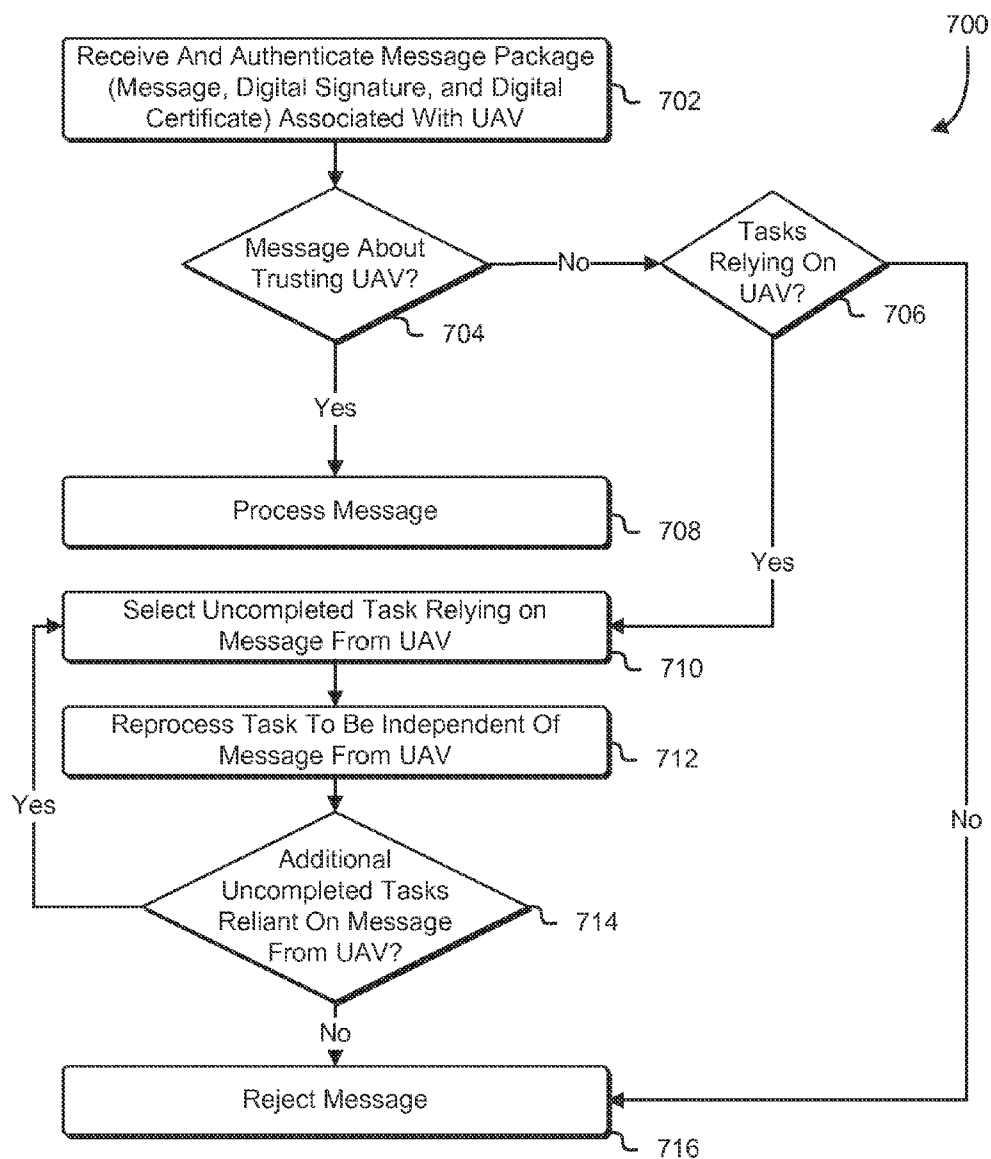 700
Receive And Authenticate Message Package
(Message, Digital Signature, and Digital
Certificate) Associated With UAV
702
Message About
Trusting UAV?
704
No
Tasks
Relying On
UAV?
706
Yes
Process Message
708
Yes
Select Uncompleted Task Relying on
Message From UAV
710
Reprocess Task To Be Independent Of
Message From UAV
712
Yes
No
Additional
Uncompleted Tasks
Reliant On Message
From UAV?
714
No
Reject Message
716